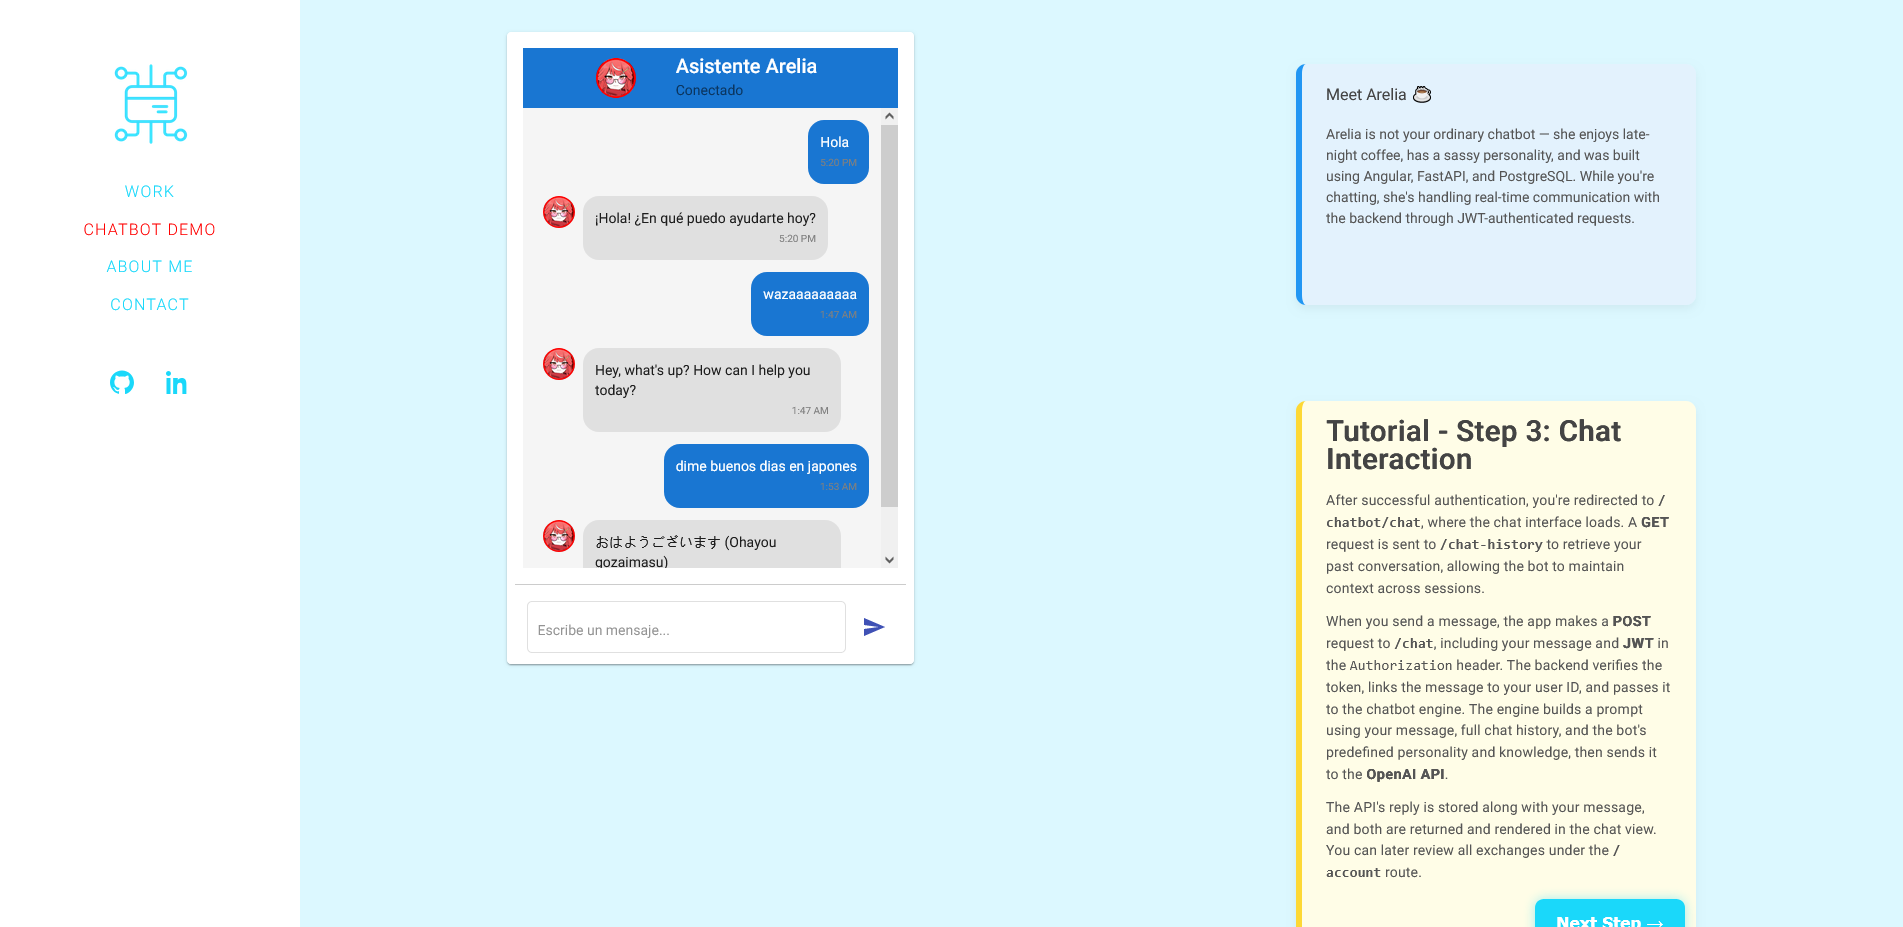 WORK
CHATBOT DEMO
ABOUT ME
CONTACT
Asistente Arelia
Conectado
Hola
5:20 PM
¡Hola! ¿En qué puedo ayudarte hoy?
5:20 PM
wazaaaaaaaaa
1:47 AM
Hey, what's up? How can I help you
today?
1:47 AM
dime buenos dias en japones
1:53 AM
おはようございます (Ohayou
gozaimasu)
Escribe un mensaje...
Meet Arelia ☕
Arelia is not your ordinary chatbot — she enjoys late-
night coffee, has a sassy personality, and was built
using Angular, FastAPI, and PostgreSQL. While you're
chatting, she's handling real-time communication with
the backend through JWT-authenticated requests.
Tutorial - Step 3: Chat
Interaction
After successful authentication, you're redirected to /
chatbot/chat, where the chat interface loads. A GET
request is sent to /chat-history to retrieve your
past conversation, allowing the bot to maintain
context across sessions.
When you send a message, the app makes a POST
request to /chat, including your message and JWT in
the Authorization header. The backend verifies the
token, links the message to your user ID, and passes it
to the chatbot engine. The engine builds a prompt
using your message, full chat history, and the bot's
predefined personality and knowledge, then sends it
to the OpenAI API.
The API's reply is stored along with your message,
and both are returned and rendered in the chat view.
You can later review all exchanges under the /
account route.
Next Step →